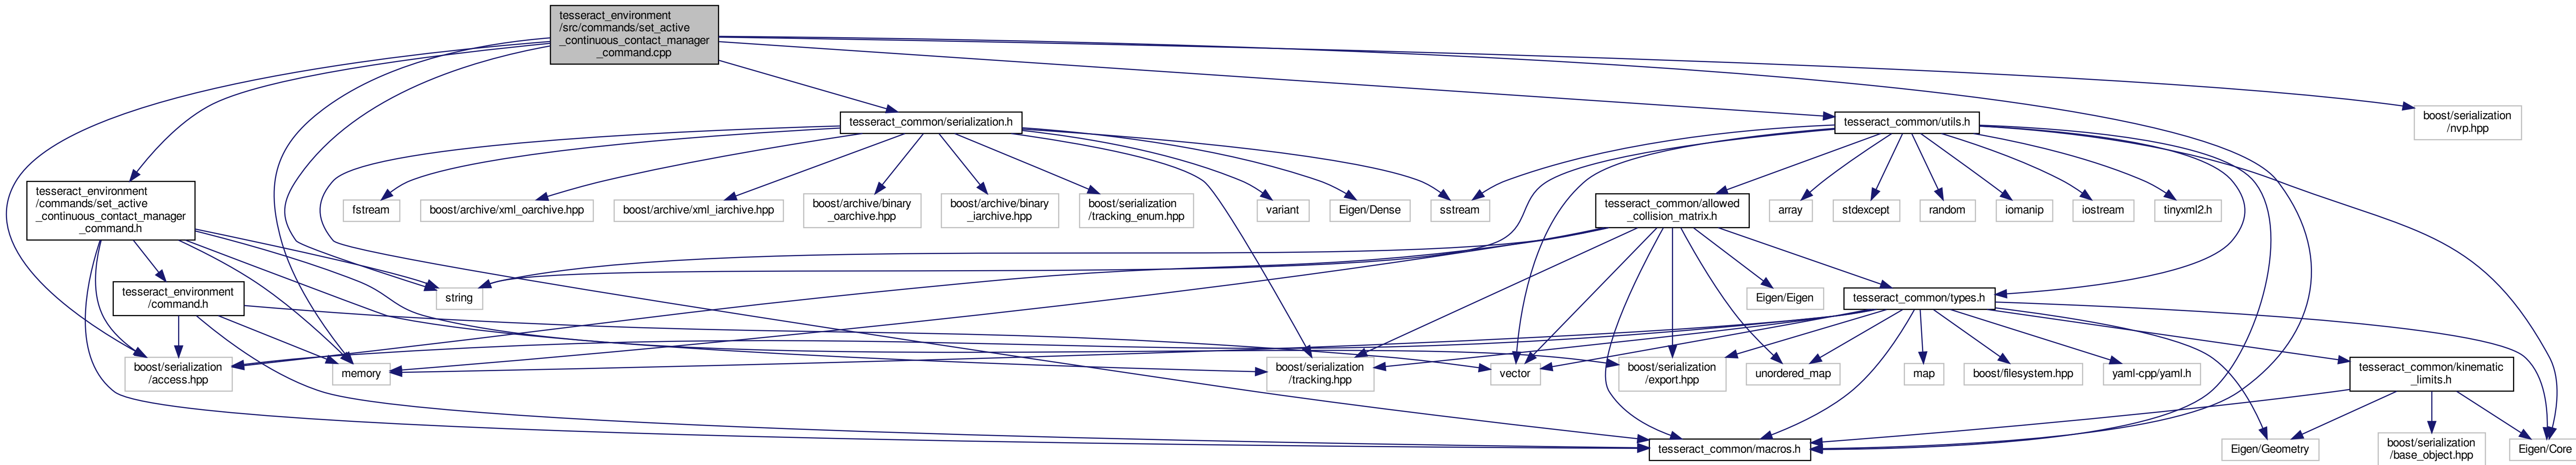 tesseract_environment
/src/commands/set_active
_continuous_contact_manager
_command.cpp
boost/serialization
/nvp.hpp
tesseract_common/serialization.h
tesseract_common/utils.h
tesseract_environment
/commands/set_active
_continuous_contact_manager
_command.h
fstream
boost/archive/xml_oarchive.hpp
boost/archive/xml_iarchive.hpp
boost/archive/binary
_oarchive.hpp
boost/archive/binary
_iarchive.hpp
boost/serialization
/tracking_enum.hpp
variant
Eigen/Dense
sstream
tesseract_common/allowed
_collision_matrix.h
array
stdexcept
random
iomanip
iostream
tinyxml2.h
tesseract_environment
/command.h
string
Eigen/Eigen
tesseract_common/types.h
boost/serialization
/access.hpp
memory
boost/serialization
/tracking.hpp
vector
boost/serialization
/export.hpp
unordered_map
map
boost/filesystem.hpp
yaml-cpp/yaml.h
tesseract_common/kinematic
_limits.h
tesseract_common/macros.h
Eigen/Geometry
boost/serialization
/base_object.hpp
Eigen/Core